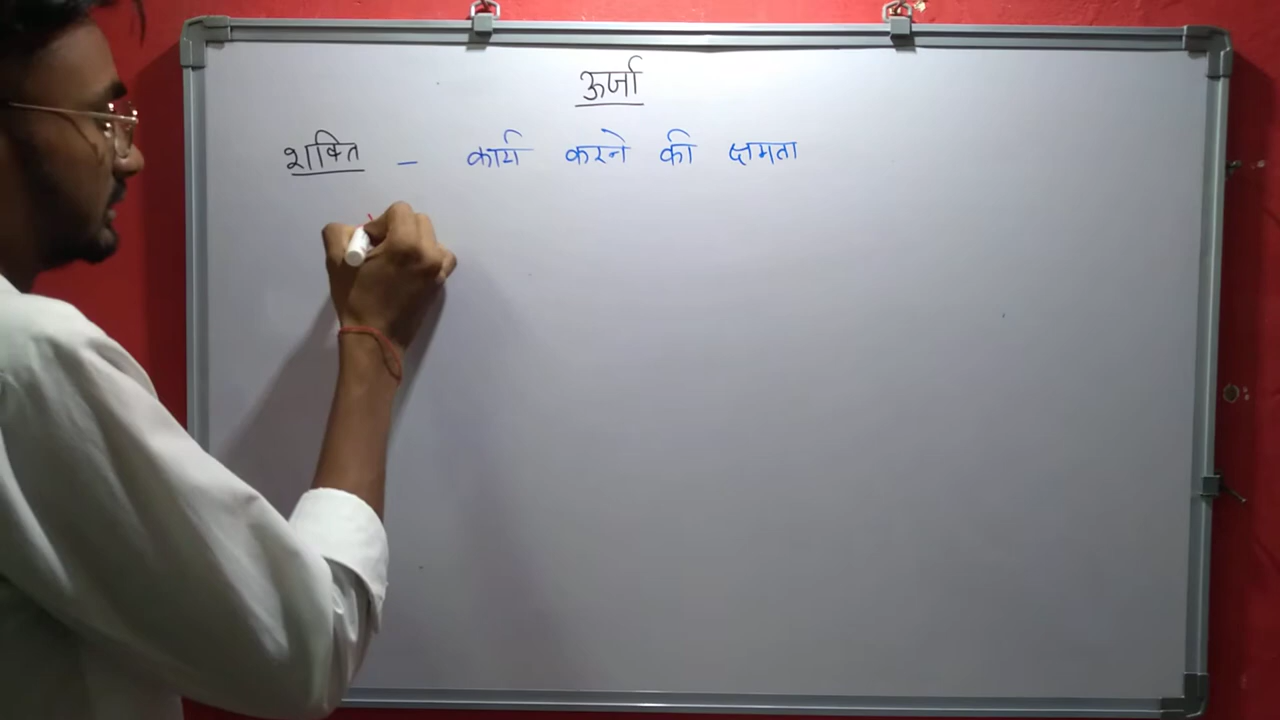 ऊर्जा
शक्ति – कार्य करने की क्षमता